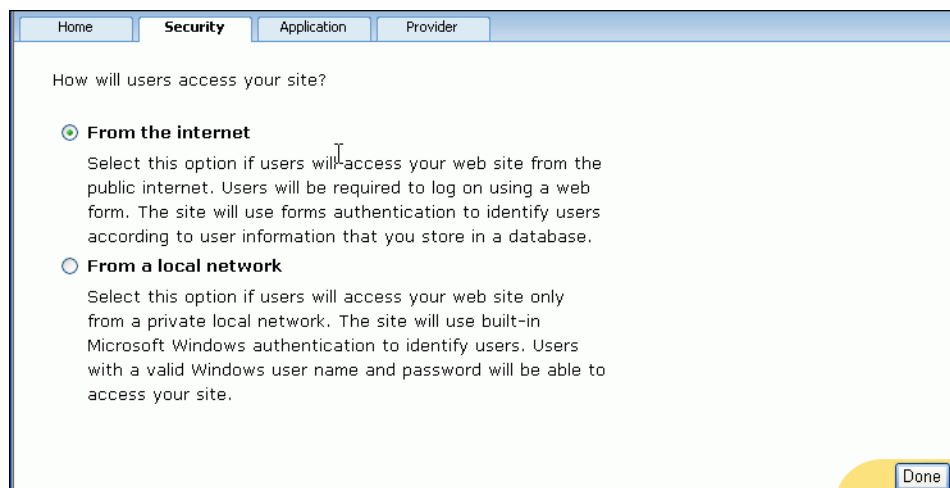 Home Security Application Provider
How will users access your site?
From the internet
Select this option if users will access your web site from the
public internet. Users will be required to log on using a web
form. The site will use forms authentication to identify users
according to user information that you store in a database.
From a local network
Select this option if users will access your web site only
from a private local network. The site will use built-in
Microsoft Windows authentication to identify users. Users
with a valid Windows user name and password will be able to
access your site.
Done